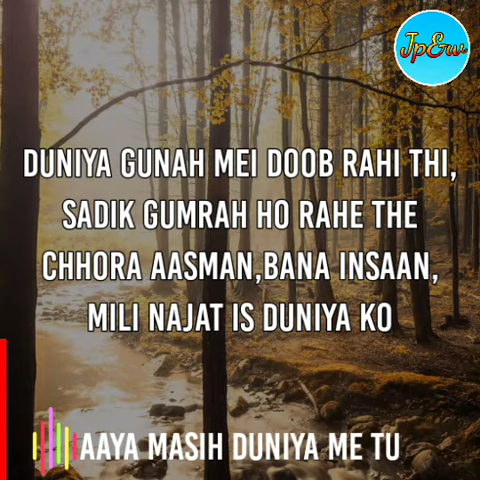 Jp&w
DUNIYA GUNAH MEI DOOB RAHI THI,
SADIK GUMRAH HO RAHE THE
CHHORA AASMAN,BANA INSAAN,
MILI NAJAT IS DUNIYA KO
AAYA MASIH DUNIYA ME TU